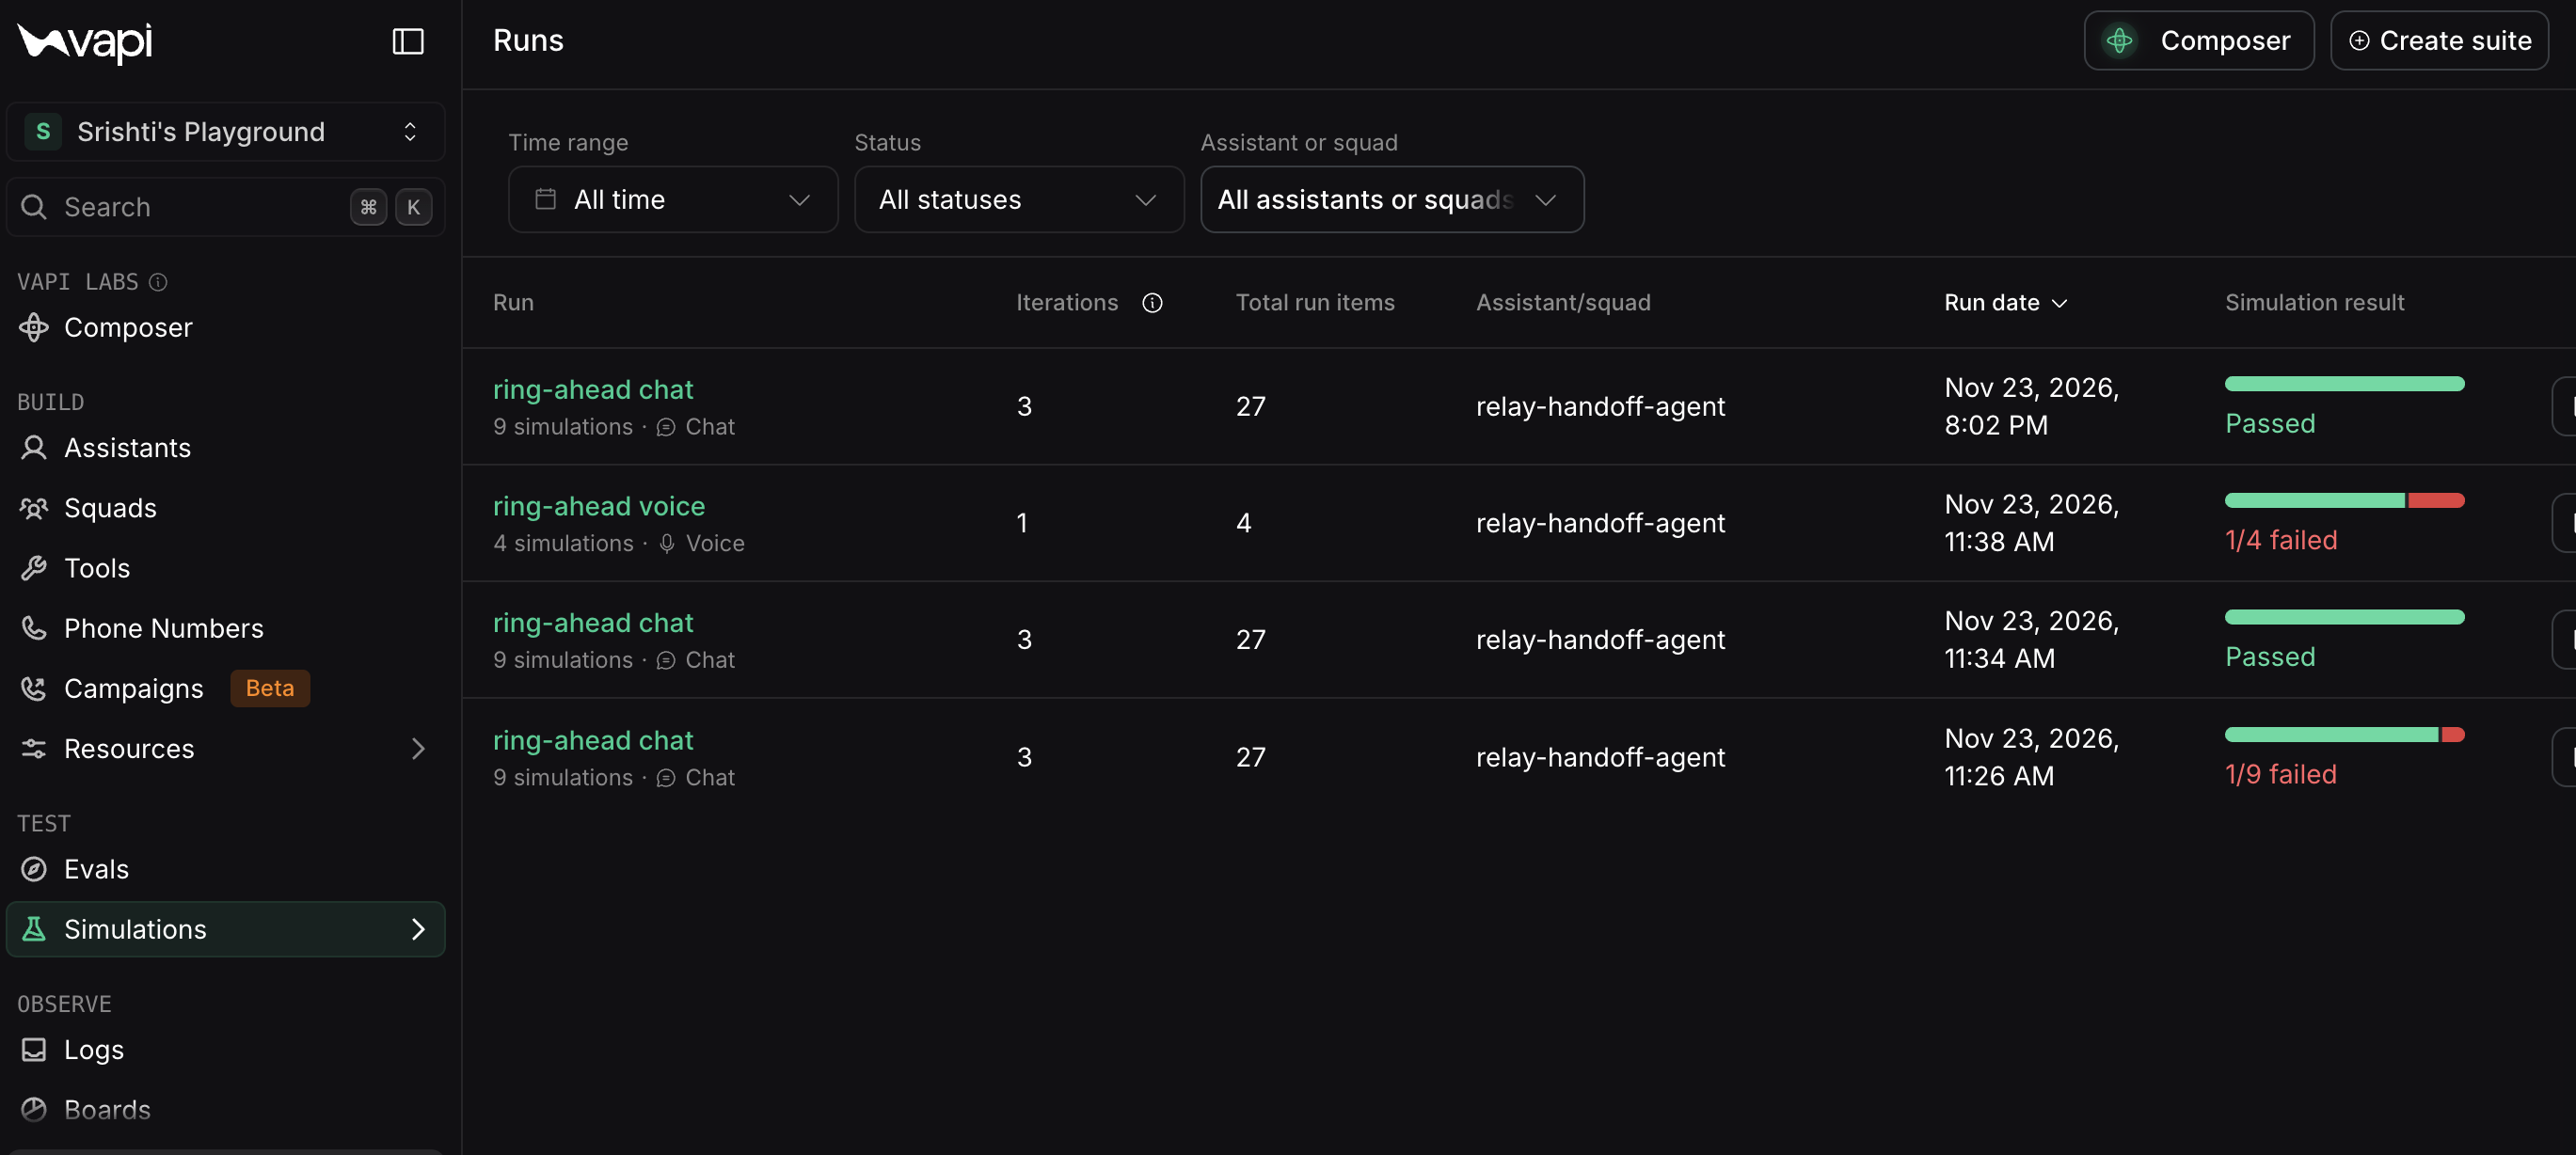 vapi
Runs
Composer
Create suite
S Srishti's Playground
Search ⌘ K
Time range
Status
Assistant or squad
All time
All statuses
All assistants or squads
VAPI LABS
Composer
BUILD
Assistants
Squads
Tools
Phone Numbers
Campaigns Beta
Resources
TEST
Evals
Simulations
OBSERVE
Logs
Boards
Run Iterations Total run items Assistant/squad Run date Simulation result
ring-ahead chat
9 simulations · Chat
3
27
relay-handoff-agent
Nov 23, 2026,
8:02 PM
Passed
ring-ahead voice
4 simulations · Voice
1
4
relay-handoff-agent
Nov 23, 2026,
11:38 AM
1/4 failed
ring-ahead chat
9 simulations · Chat
3
27
relay-handoff-agent
Nov 23, 2026,
11:34 AM
Passed
ring-ahead chat
9 simulations · Chat
3
27
relay-handoff-agent
Nov 23, 2026,
11:26 AM
1/9 failed